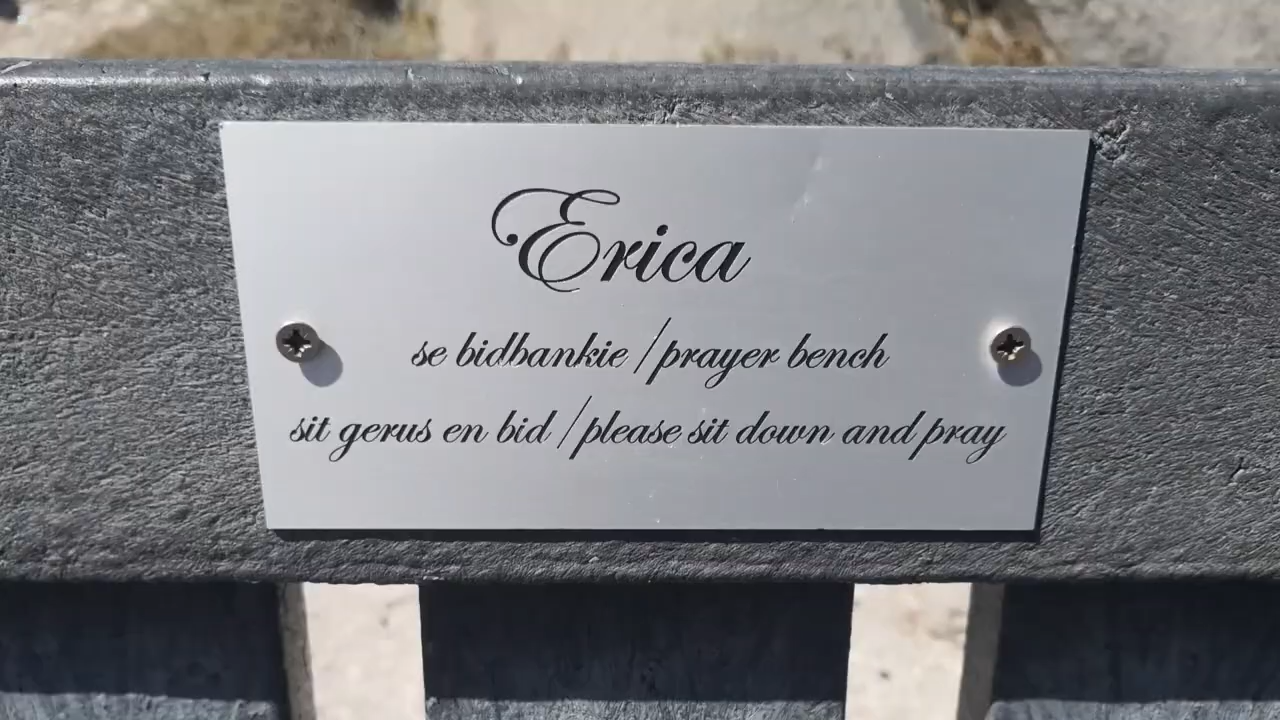 Erica
se bidbankie / prayer bench
sit gerus en bid / please sit down and pray